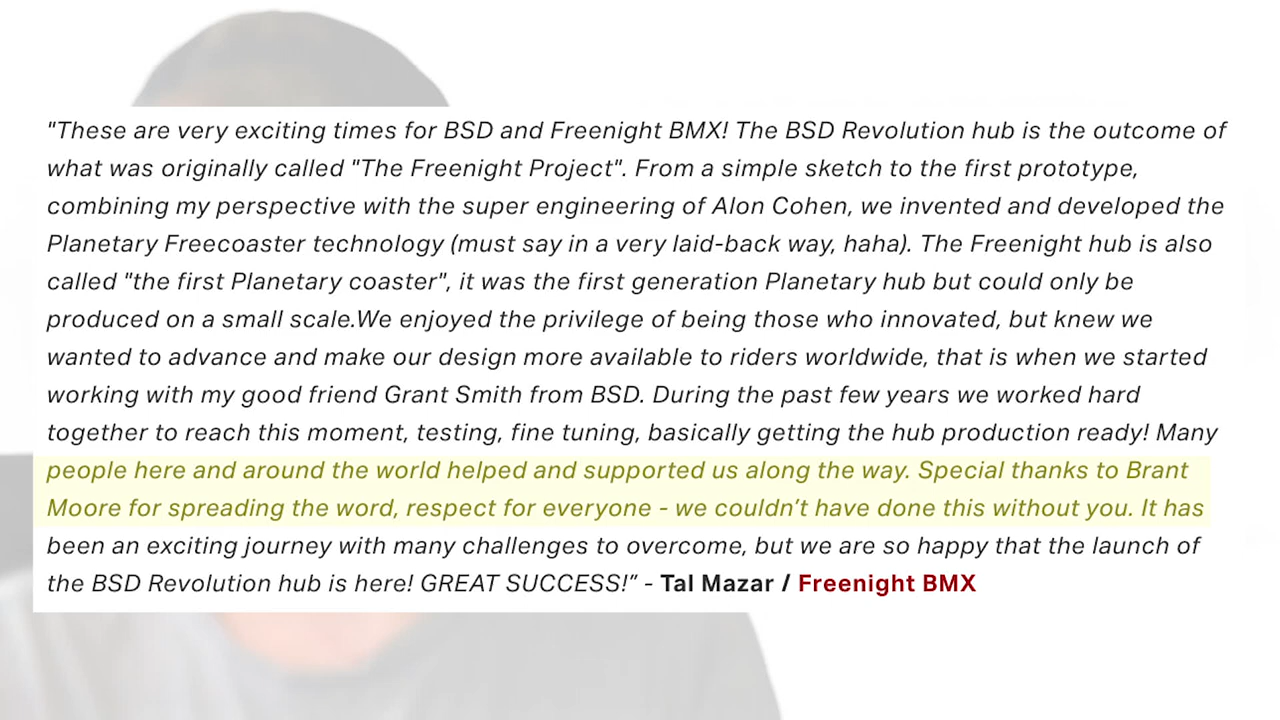 "These are very exciting times for BSD and Freenight BMX! The BSD Revolution hub is the outcome of
what was originally called "The Freenight Project". From a simple sketch to the first prototype,
combining my perspective with the super engineering of Alon Cohen, we invented and developed the
Planetary Freecoaster technology (must say in a very laid-back way, haha). The Freenight hub is also
called "the first Planetary coaster", it was the first generation Planetary hub but could only be
produced on a small scale.We enjoyed the privilege of being those who innovated, but knew we
wanted to advance and make our design more available to riders worldwide, that is when we started
working with my good friend Grant Smith from BSD. During the past few years we worked hard
together to reach this moment, testing, fine tuning, basically getting the hub production ready! Many
people here and around the world helped and supported us along the way. Special thanks to Brant
Moore for spreading the word, respect for everyone - we couldn’t have done this without you. It has
been an exciting journey with many challenges to overcome, but we are so happy that the launch of
the BSD Revolution hub is here! GREAT SUCCESS!” - Tal Mazar / Freenight BMX